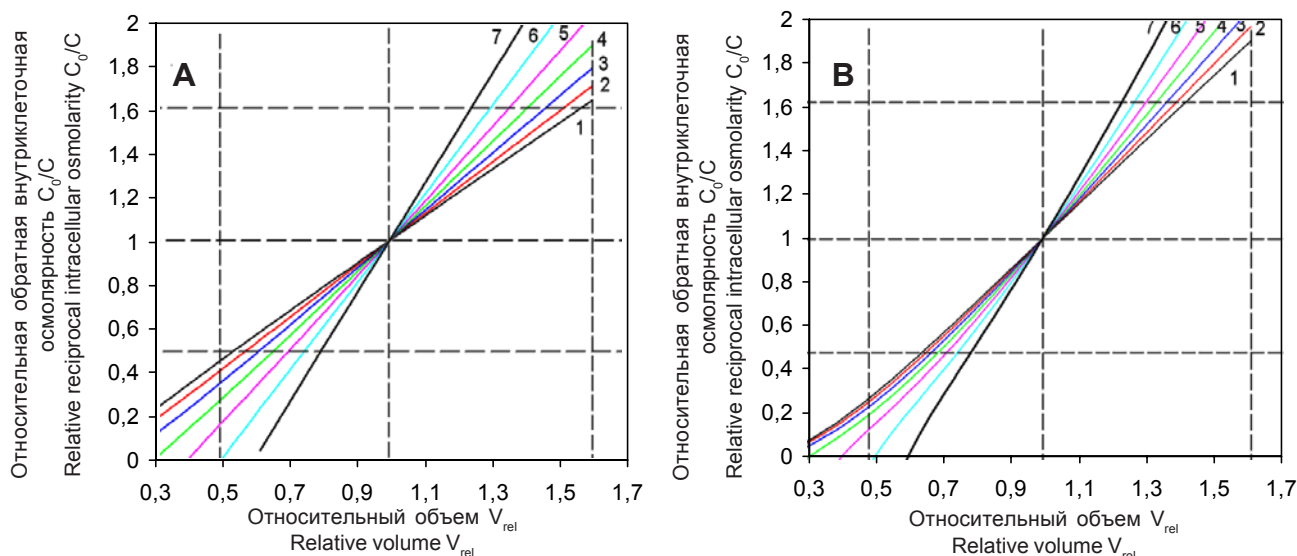 Относительная обратная внутриклеточная
осмолярность C₀/C
Relative reciprocal intracellular osmolarity C₀/C
2
1,8
1,6
1,4
1,2
1
0,8
0,6
0,4
0,2
0
A
7 6 5 4
3
2
1
0,3 0,5 0,7 0,9 1,1 1,3 1,5 1,7
Относительный объем V_rel
Relative volume V_rel
Относительная обратная внутриклеточная
осмолярность C₀/C
Relative reciprocal intracellular osmolarity C₀/C
2
1,8
1,6
1,4
1,2
1
0,8
0,6
0,4
0,2
0
B
7 6 5 4 3 2
1
0,3 0,5 0,7 0,9 1,1 1,3 1,5 1,7
Относительный объем V_rel
Relative volume V_rel